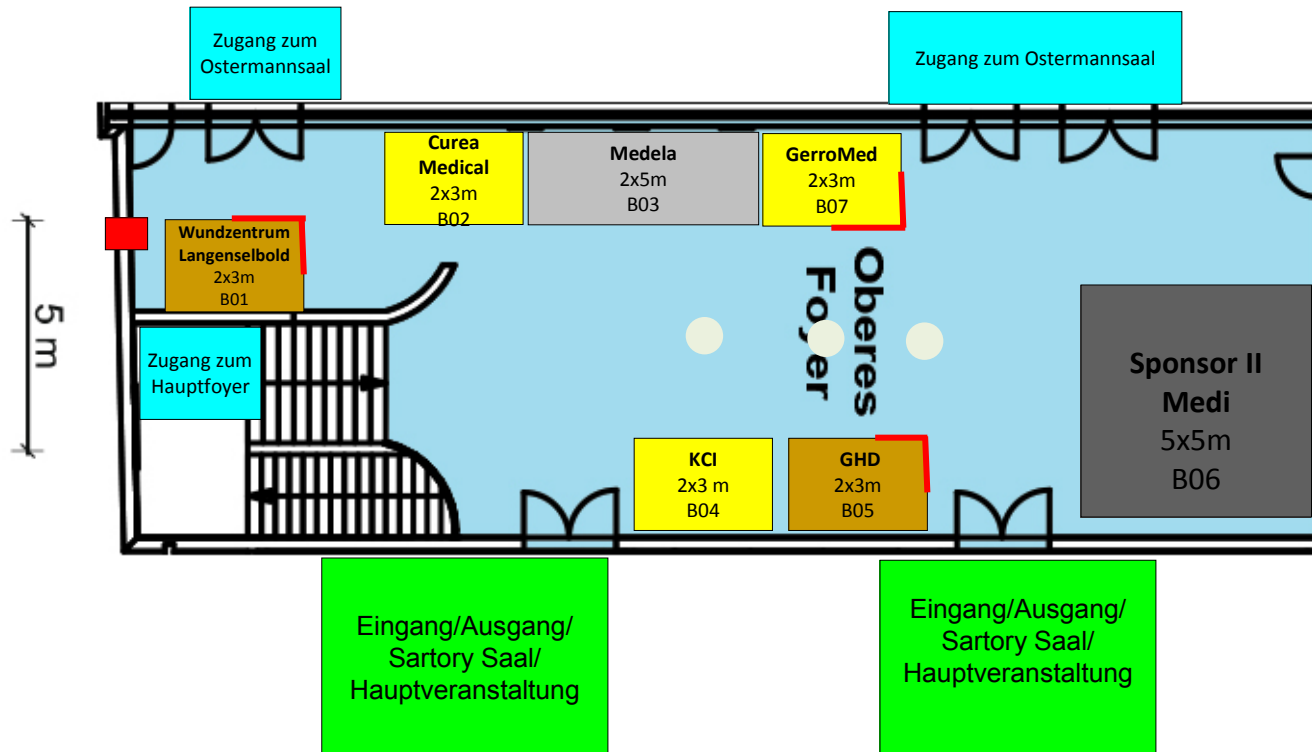 Zugang zum
Ostermannsaal
Zugang zum Ostermannsaal
Curea
Medical
2x3m
B02
Medela
2x5m
B03
GerroMed
2x3m
B07
Wundzentrum
Langenselbold
2x3m
B01
5 m
Oberes
Foyer
Zugang zum
Hauptfoyer
Sponsor II
Medi
5x5m
B06
KCI
2x3 m
B04
GHD
2x3m
B05
Eingang/Ausgang/
Sartory Saal/
Hauptveranstaltung
Eingang/Ausgang/
Sartory Saal/
Hauptveranstaltung